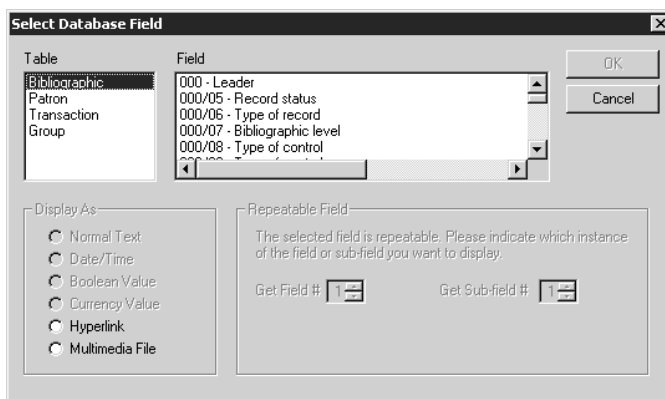 Select Database Field
Table
Bibliographic
Patron
Transaction
Group
Field
000 - Leader
000/05 - Record status
000/06 - Type of record
000/07 - Bibliographic level
000/08 - Type of control
OK
Cancel
Display As
Normal Text
Date/Time
Boolean Value
Currency Value
Hyperlink
Multimedia File
Repeatable Field
The selected field is repeatable. Please indicate which instance
of the field or sub-field you want to display.
Get Field # 1 Get Sub-field # 1